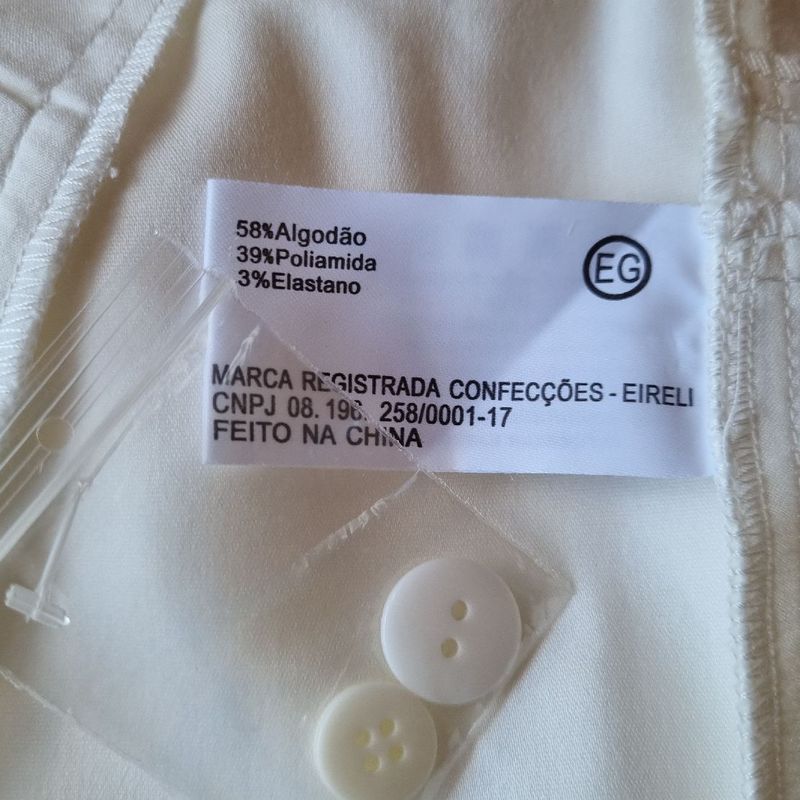 58%Algodão
39%Poliamida
3%Elastano
EG
MARCA REGISTRADA CONFECÇÕES - EIRELI
CNPJ 08. 196. 258/0001-17
FEITO NA CHINA